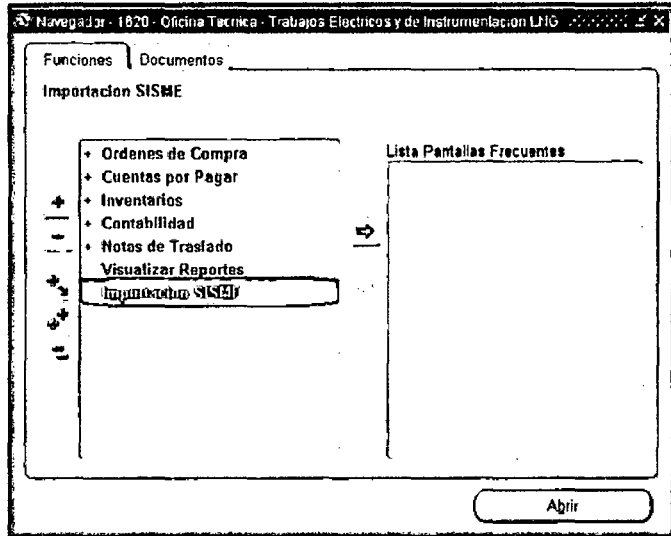 Navegador - 1820 - Oficina Tecnica - Trabajos Electricos y de Instrumentacion LNG
Funciones Documentos
Importacion SISME
+ Ordenes de Compra
+ Cuentas por Pagar
+ Inventarios
+ Contabilidad
+ Notas de Traslado
Visualizar Reportes
Importacion SISME
Lista Pantallas Frecuentes
Abrir